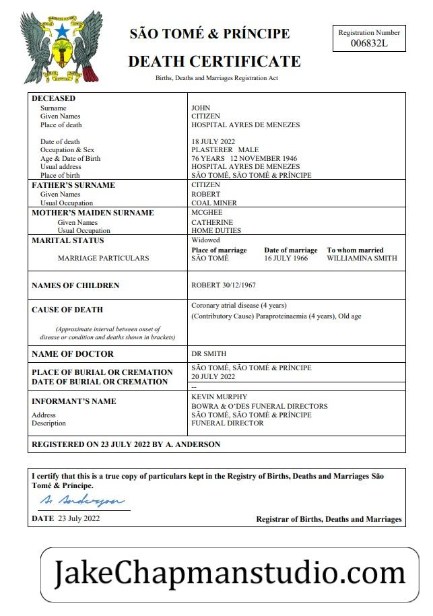 SÃO TOMÉ & PRÍNCIPE
DEATH CERTIFICATE
Births, Deaths and Marriages Registration Act
Registration Number
006832L
DECEASED
Surname JOHN
Given Names CITIZEN
Place of death HOSPITAL AYRES DE MENEZES
Date of death 18 JULY 2022
Occupation & Sex PLASTERER MALE
Age & Date of Birth 76 YEARS 12 NOVEMBER 1946
Usual address HOSPITAL AYRES DE MENEZES
Place of birth SÃO TOMÉ, SÃO TOMÉ & PRÍNCIPE
FATHER'S SURNAME CITIZEN
Given Names ROBERT
Usual Occupation COAL MINER
MOTHER'S MAIDEN SURNAME MCGHEE
Given Names CATHERINE
Usual Occupation HOME DUTIES
MARITAL STATUS Widowed
Place of marriage Date of marriage To whom married
MARRIAGE PARTICULARS SÃO TOMÉ 16 JULY 1966 WILLIAMINA SMITH
NAMES OF CHILDREN ROBERT 30/12/1967
CAUSE OF DEATH Coronary atrial disease (4 years)
(Contributory Cause) Paraproteinaemia (4 years), Old age
(Approximate interval between onset of
disease or condition and deaths shown in brackets)
NAME OF DOCTOR DR SMITH
PLACE OF BURIAL OR CREMATION SÃO TOMÉ, SÃO TOMÉ & PRÍNCIPE
DATE OF BURIAL OR CREMATION 20 JULY 2022
--
INFORMANT'S NAME KEVIN MURPHY
BOWRA & O'DES FUNERAL DIRECTORS
Address SÃO TOMÉ, SÃO TOMÉ & PRÍNCIPE
Description FUNERAL DIRECTOR
REGISTERED ON 23 JULY 2022 BY A. ANDERSON
I certify that this is a true copy of particulars kept in the Registry of Births, Deaths and Marriages São
Tomé & Príncipe.
A. Anderson
DATE 23 July 2022 Registrar of Births, Deaths and Marriages
JakeChapmanstudio.com